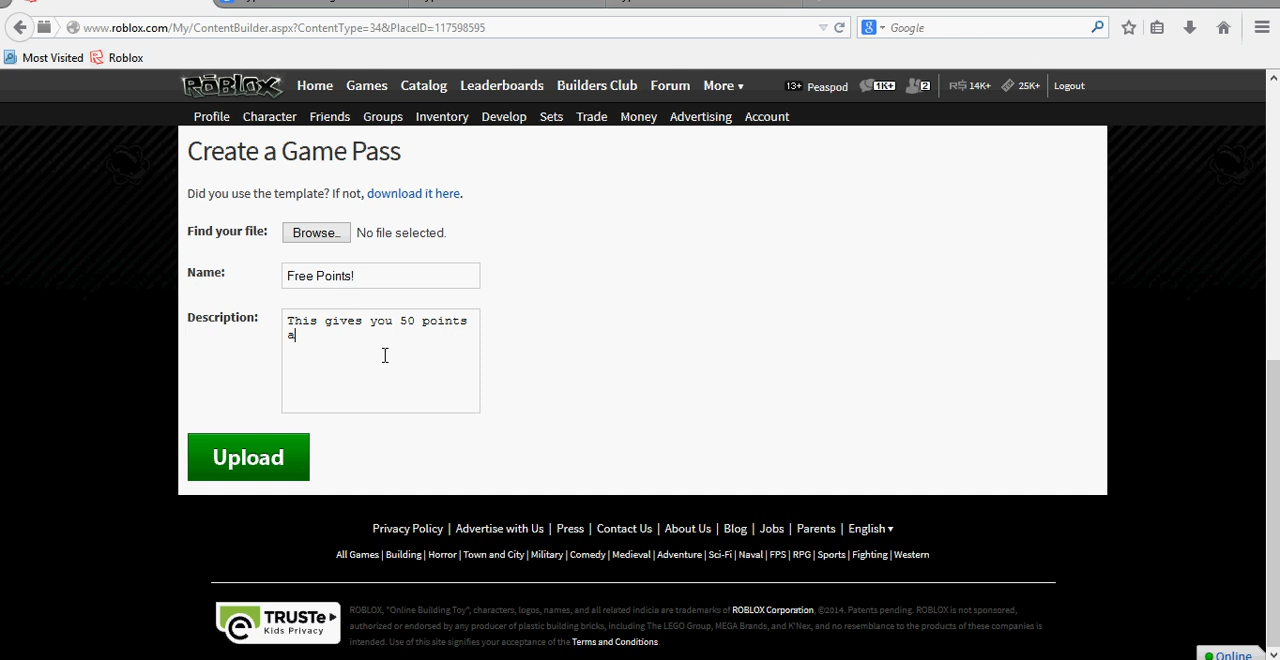 www.roblox.com/My/ContentBuilder.aspx?ContentType=34&PlaceID=117598595
Google
Most Visited Roblox
ROBLOX Home Games Catalog Leaderboards Builders Club Forum More ▾ 13+ Peaspod 1K+ 2 R$ 14K+ 25K+ Logout
Profile Character Friends Groups Inventory Develop Sets Trade Money Advertising Account
Create a Game Pass
Did you use the template? If not, download it here.
Find your file: Browse... No file selected.
Name: Free Points!
Description: This gives you 50 points
a
Upload
Privacy Policy | Advertise with Us | Press | Contact Us | About Us | Blog | Jobs | Parents | English ▾
All Games | Building | Horror | Town and City | Military | Comedy | Medieval | Adventure | Sci-Fi | Naval | FPS | RPG | Sports | Fighting | Western
TRUSTe
Kids Privacy
ROBLOX, "Online Building Toy", characters, logos, names, and all related indicia are trademarks of ROBLOX Corporation, ©2014. Patents pending. ROBLOX is not sponsored,
authorized or endorsed by any producer of plastic building bricks, including The LEGO Group, MEGA Brands, and K'Nex, and no resemblance to the products of these companies is
intended. Use of this site signifies your acceptance of the Terms and Conditions.
Online